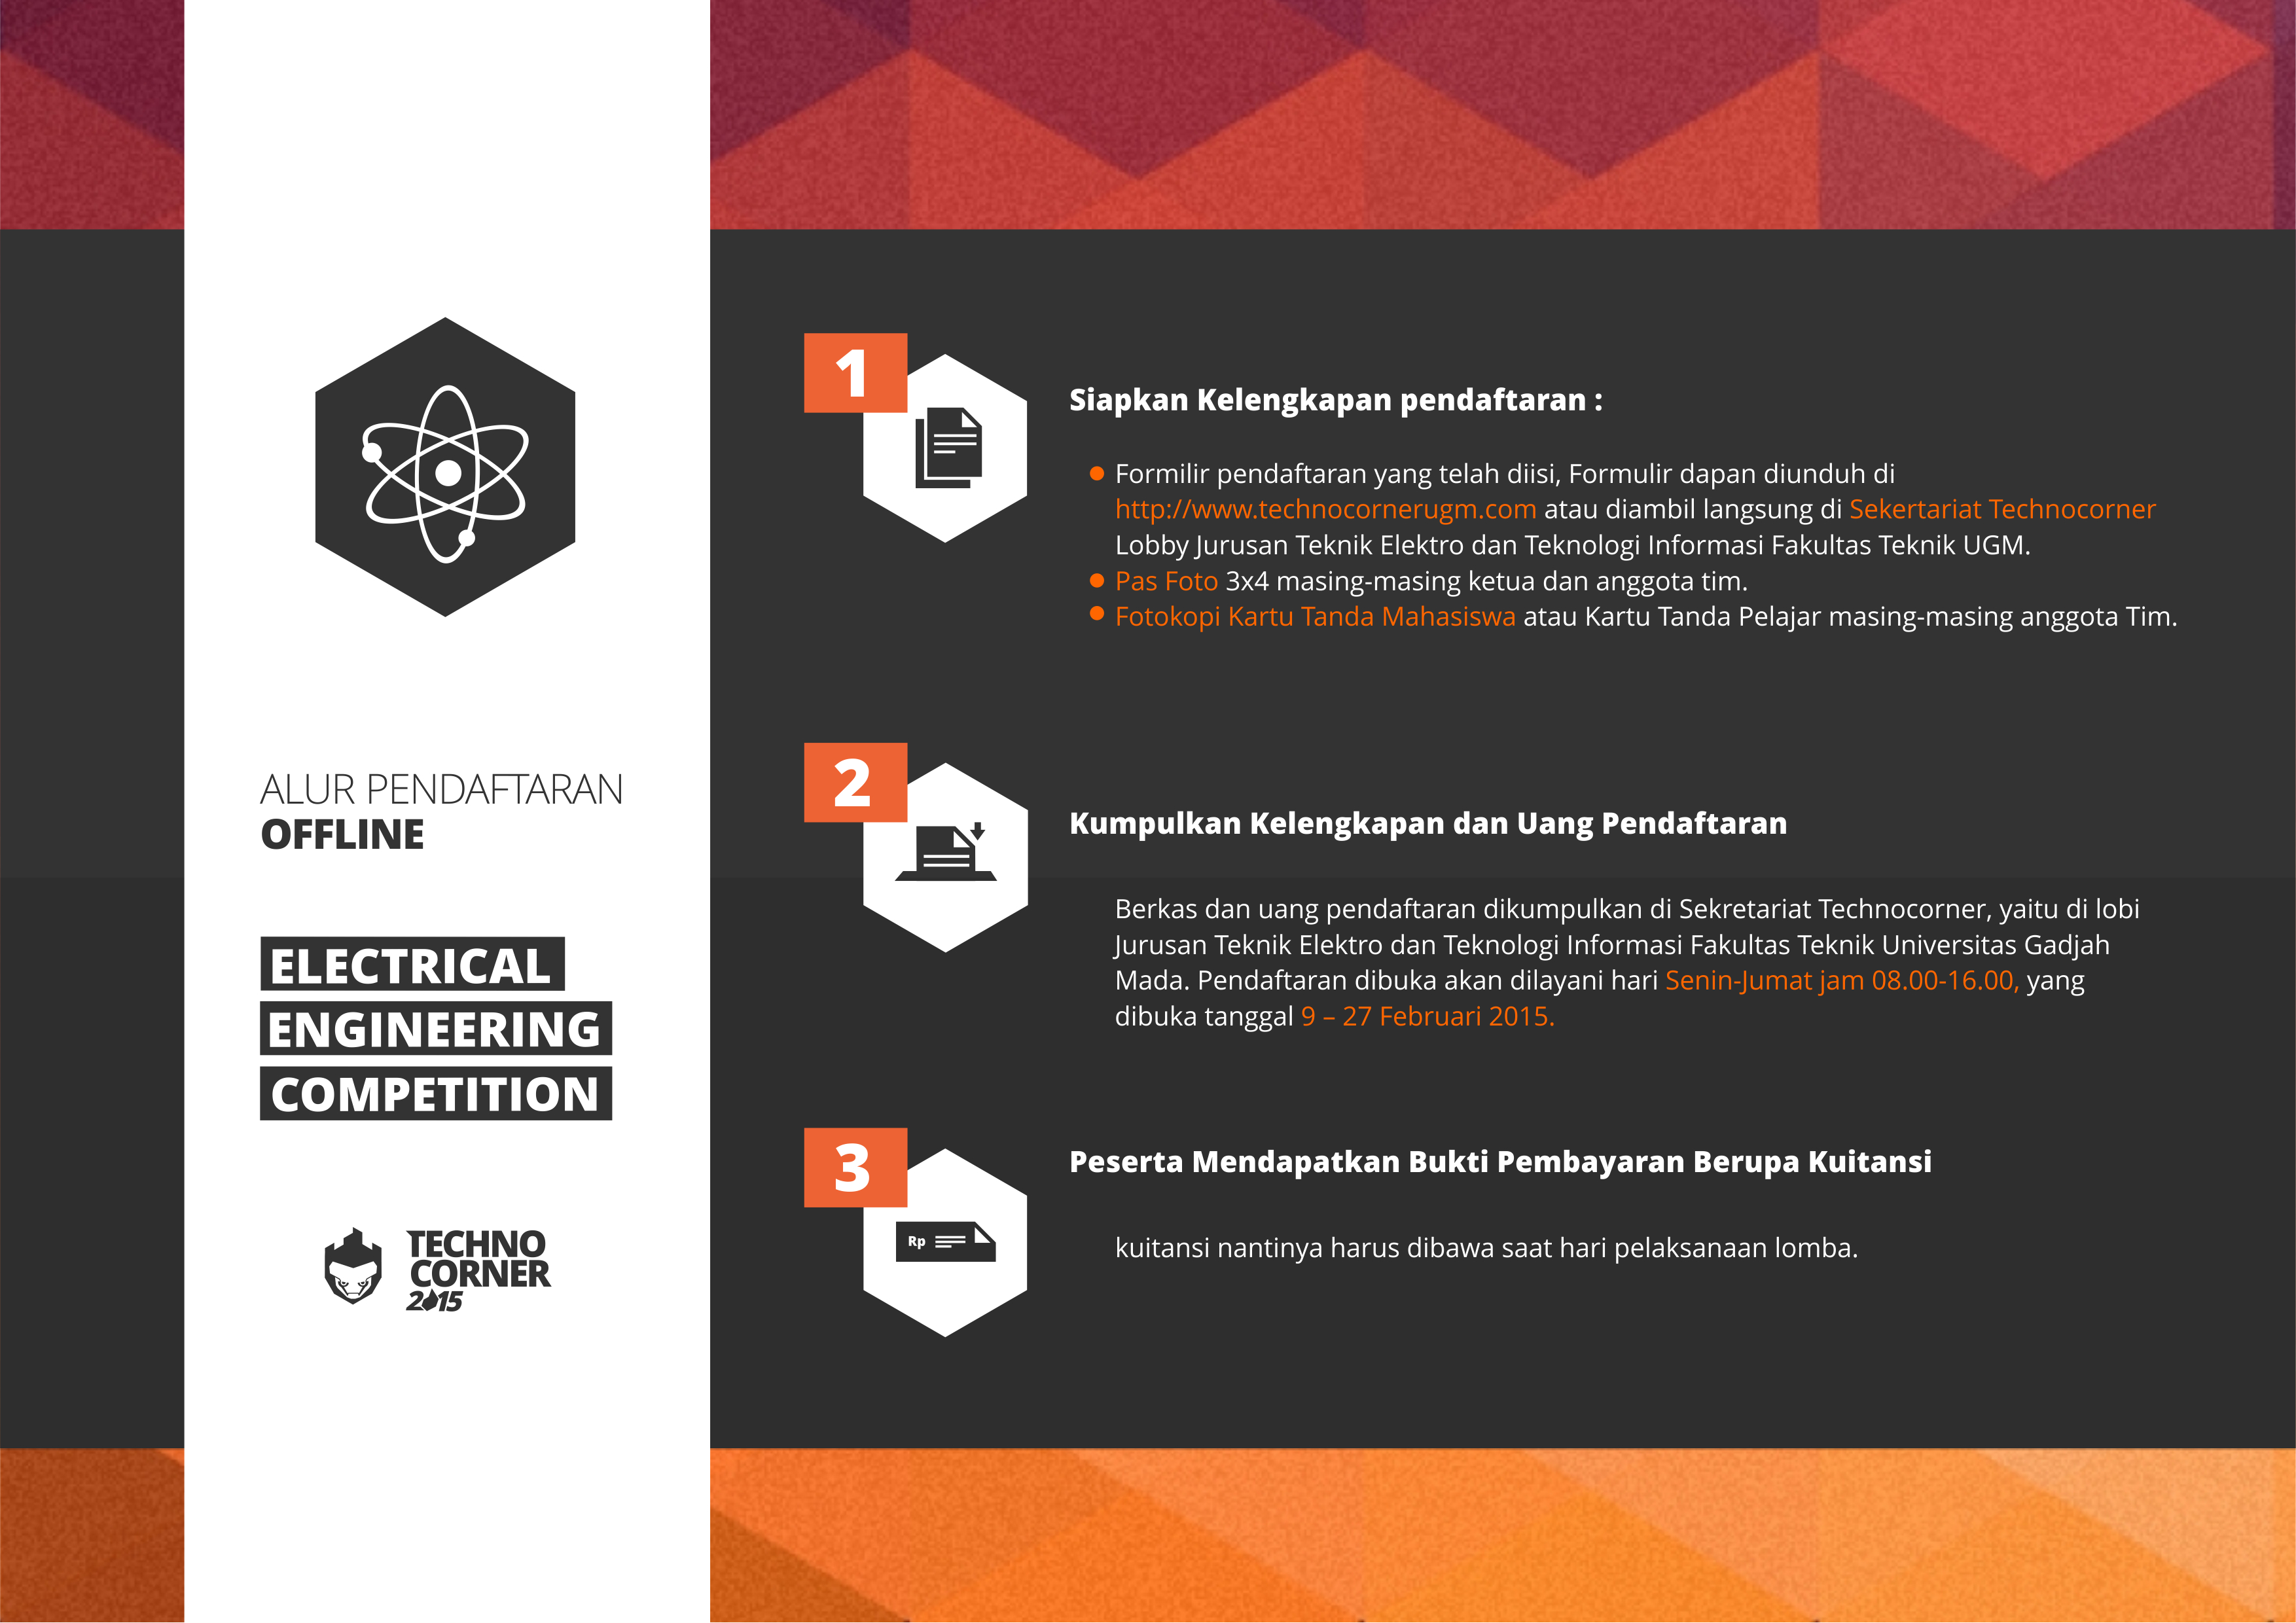 ALUR PENDAFTARAN
OFFLINE
ELECTRICAL
ENGINEERING
COMPETITION
TECHNO
CORNER
2015
1
Siapkan Kelengkapan pendaftaran :
Formilir pendaftaran yang telah diisi, Formulir dapan diunduh di
http://www.technocornerugm.com atau diambil langsung di Sekertariat Technocorner
Lobby Jurusan Teknik Elektro dan Teknologi Informasi Fakultas Teknik UGM.
Pas Foto 3x4 masing-masing ketua dan anggota tim.
Fotokopi Kartu Tanda Mahasiswa atau Kartu Tanda Pelajar masing-masing anggota Tim.
2
Kumpulkan Kelengkapan dan Uang Pendaftaran
Berkas dan uang pendaftaran dikumpulkan di Sekretariat Technocorner, yaitu di lobi
Jurusan Teknik Elektro dan Teknologi Informasi Fakultas Teknik Universitas Gadjah
Mada. Pendaftaran dibuka akan dilayani hari Senin-Jumat jam 08.00-16.00, yang
dibuka tanggal 9 – 27 Februari 2015.
3
Rp
Peserta Mendapatkan Bukti Pembayaran Berupa Kuitansi
kuitansi nantinya harus dibawa saat hari pelaksanaan lomba.